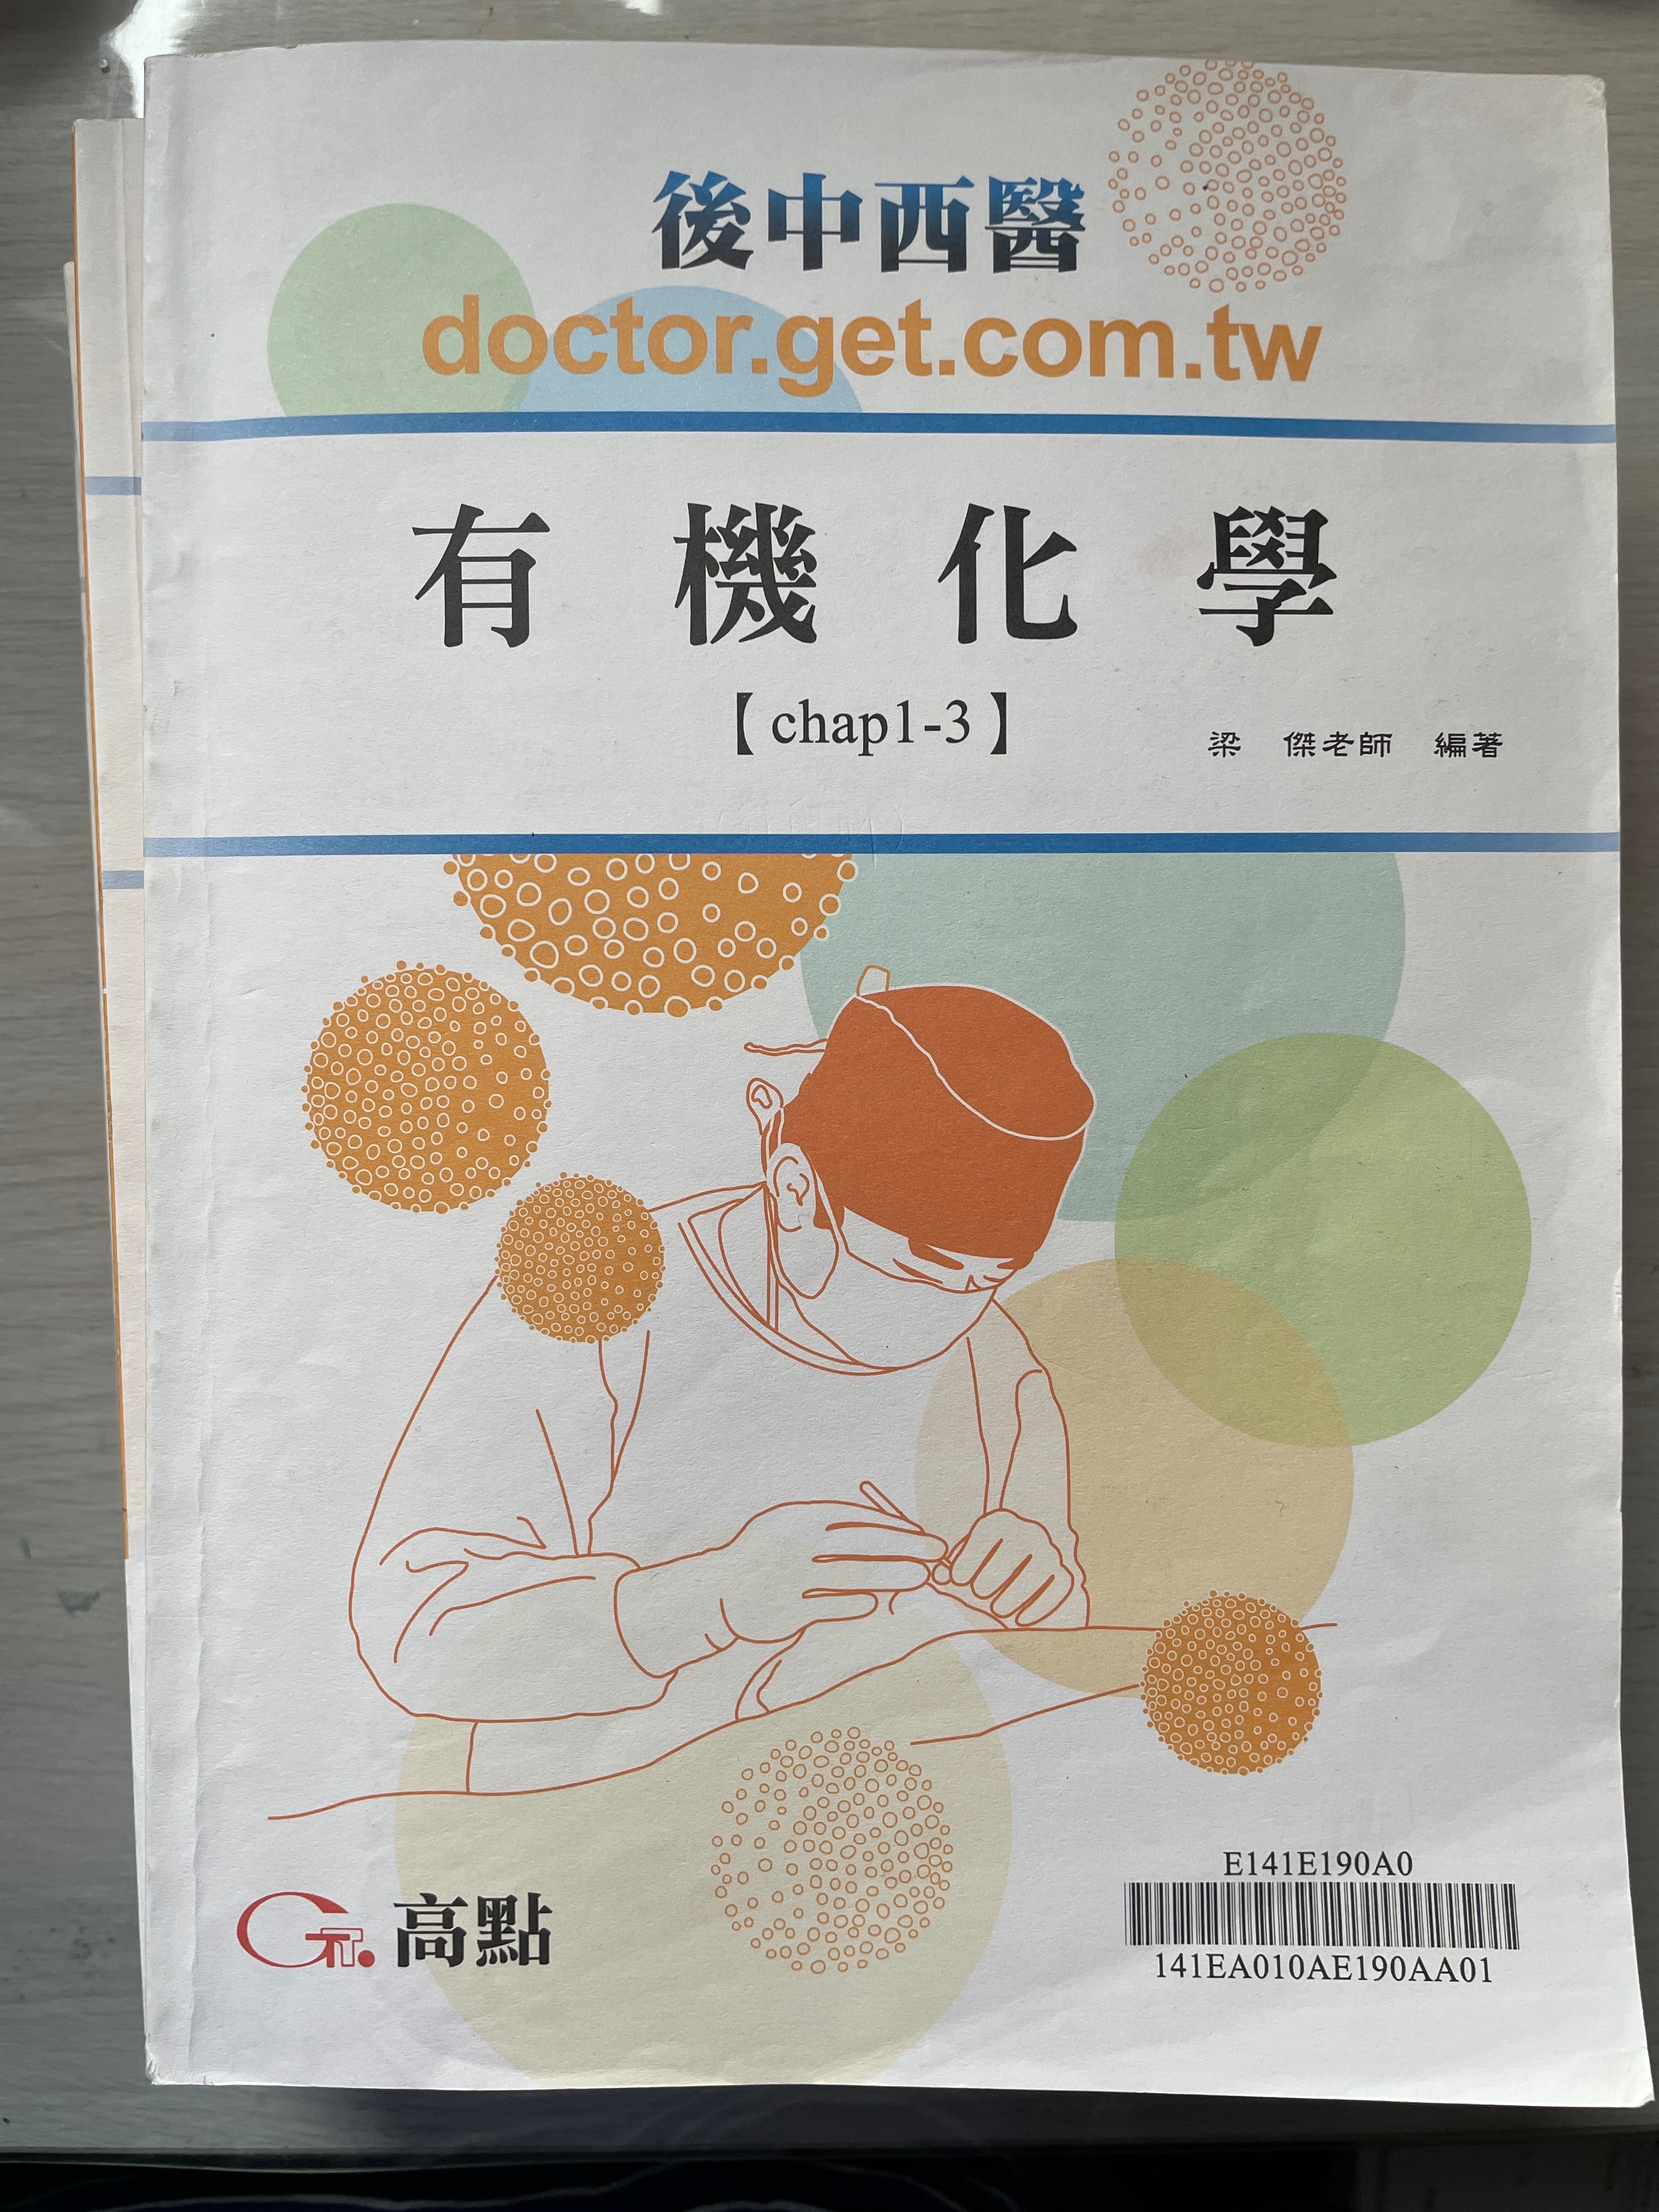 後中西醫
doctor.get.com.tw
有機化學
【chap1-3】
梁 傑老師 編著
高點
E141E190A0
141EA010AE190AA01